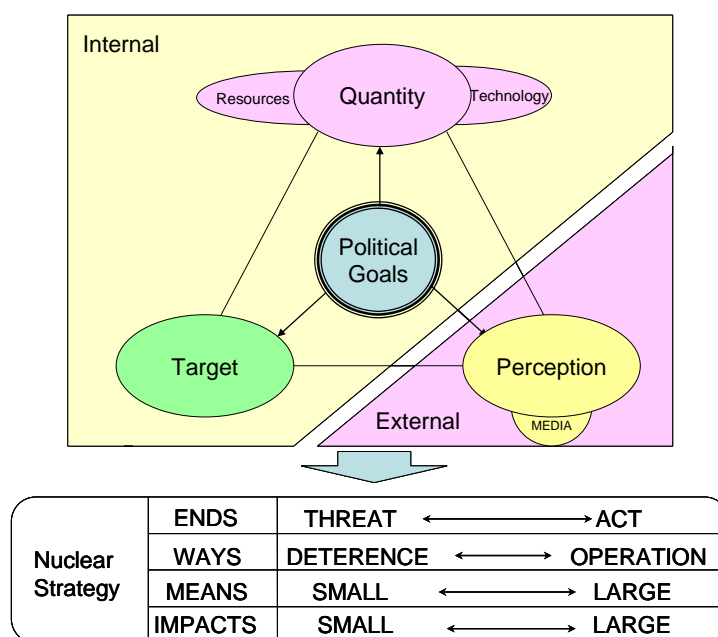 Internal
Resources
Quantity
Technology
Political
Goals
Target
Perception
External
MEDIA
Nuclear
Strategy
ENDS THREAT ACT
WAYS DETERENCE OPERATION
MEANS SMALL LARGE
IMPACTS SMALL LARGE